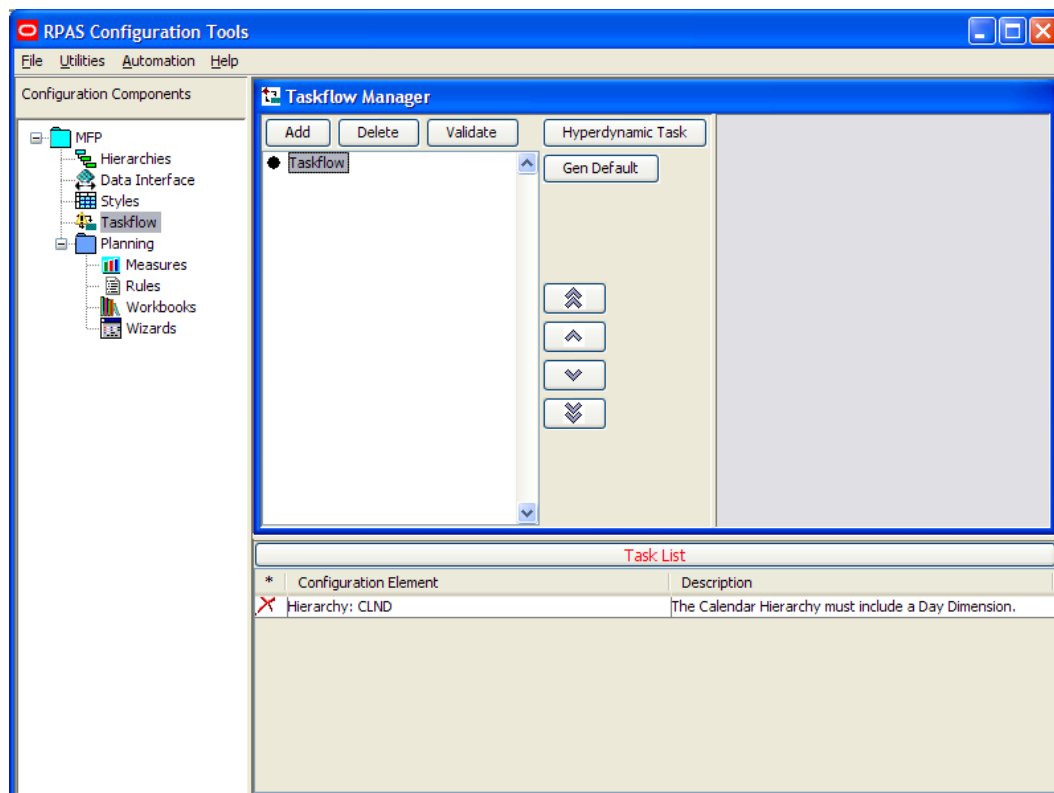 RPAS Configuration Tools
File Utilities Automation Help
Configuration Components
MFP
Hierarchies
Data Interface
Styles
Taskflow
Planning
Measures
Rules
Workbooks
Wizards
Taskflow Manager
Add Delete Validate Hyperdynamic Task
Taskflow
Gen Default
Task List
* Configuration Element Description
Hierarchy: CLND The Calendar Hierarchy must include a Day Dimension.